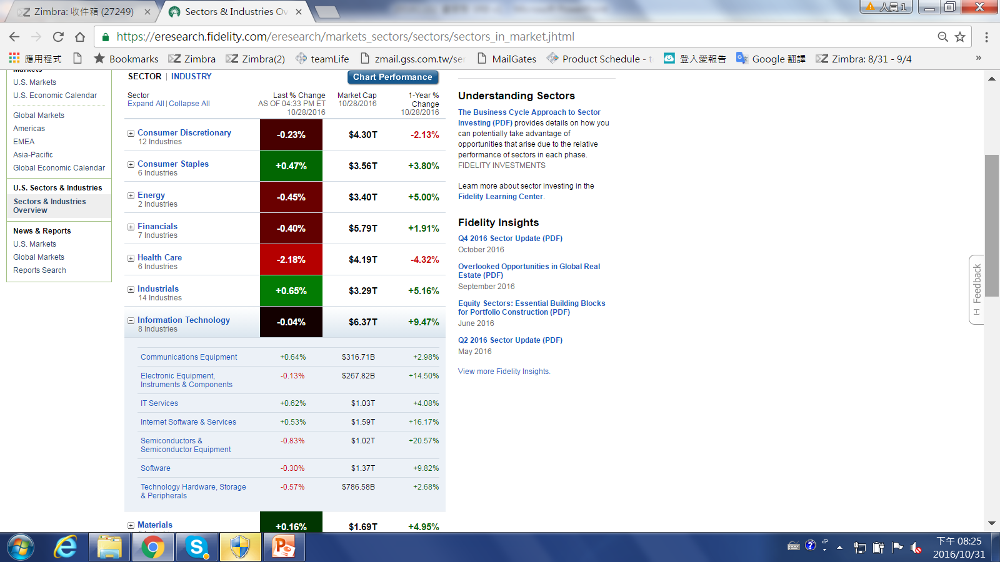 Zimbra: 收件箱 (27249)
Sectors & Industries Ov
人員 1
https://eresearch.fidelity.com/eresearch/markets_sectors/sectors/sectors_in_market.jhtml
應用程式
Bookmarks
Zimbra
Zimbra(2)
teamLife
zmail.gss.com.tw/ser
MailGates
Product Schedule - t
登入愛報告
Google 翻譯
Zimbra: 8/31 - 9/4
»
Markets
U.S. Markets
U.S. Economic Calendar
Global Markets
Americas
EMEA
Asia-Pacific
Global Economic Calendar
U.S. Sectors & Industries
Sectors & Industries
Overview
News & Reports
U.S. Markets
Global Markets
Reports Search
SECTOR | INDUSTRY
Chart Performance
Sector
Expand All | Collapse All
Last % Change
AS OF 04:33 PM ET
10/28/2016
Market Cap
10/28/2016
1-Year %
Change
10/28/2016
Consumer Discretionary
12 Industries
-0.23% $4.30T -2.13%
Consumer Staples
6 Industries
+0.47% $3.56T +3.80%
Energy
2 Industries
-0.45% $3.40T +5.00%
Financials
7 Industries
-0.40% $5.79T +1.91%
Health Care
6 Industries
-2.18% $4.19T -4.32%
Industrials
14 Industries
+0.65% $3.29T +5.16%
Information Technology
8 Industries
-0.04% $6.37T +9.47%
Communications Equipment +0.64% $316.71B +2.98%
Electronic Equipment, -0.13% $267.82B +14.50%
Instruments & Components
IT Services +0.62% $1.03T +4.08%
Internet Software & Services +0.53% $1.59T +16.17%
Semiconductors & -0.83% $1.02T +20.57%
Semiconductor Equipment
Software -0.30% $1.37T +9.82%
Technology Hardware, Storage -0.57% $786.58B +2.68%
& Peripherals
Materials +0.16% $1.69T +4.95%
Understanding Sectors
The Business Cycle Approach to Sector
Investing (PDF) provides details on how you
can potentially take advantage of
opportunities that arise due to the relative
performance of sectors in each phase.
FIDELITY INVESTMENTS
Learn more about sector investing in the
Fidelity Learning Center.
Fidelity Insights
Q4 2016 Sector Update (PDF)
October 2016
Overlooked Opportunities in Global Real
Estate (PDF)
September 2016
Equity Sectors: Essential Building Blocks
for Portfolio Construction (PDF)
June 2016
Q2 2016 Sector Update (PDF)
May 2016
View more Fidelity Insights.
Feedback
下午 08:25
2016/10/31